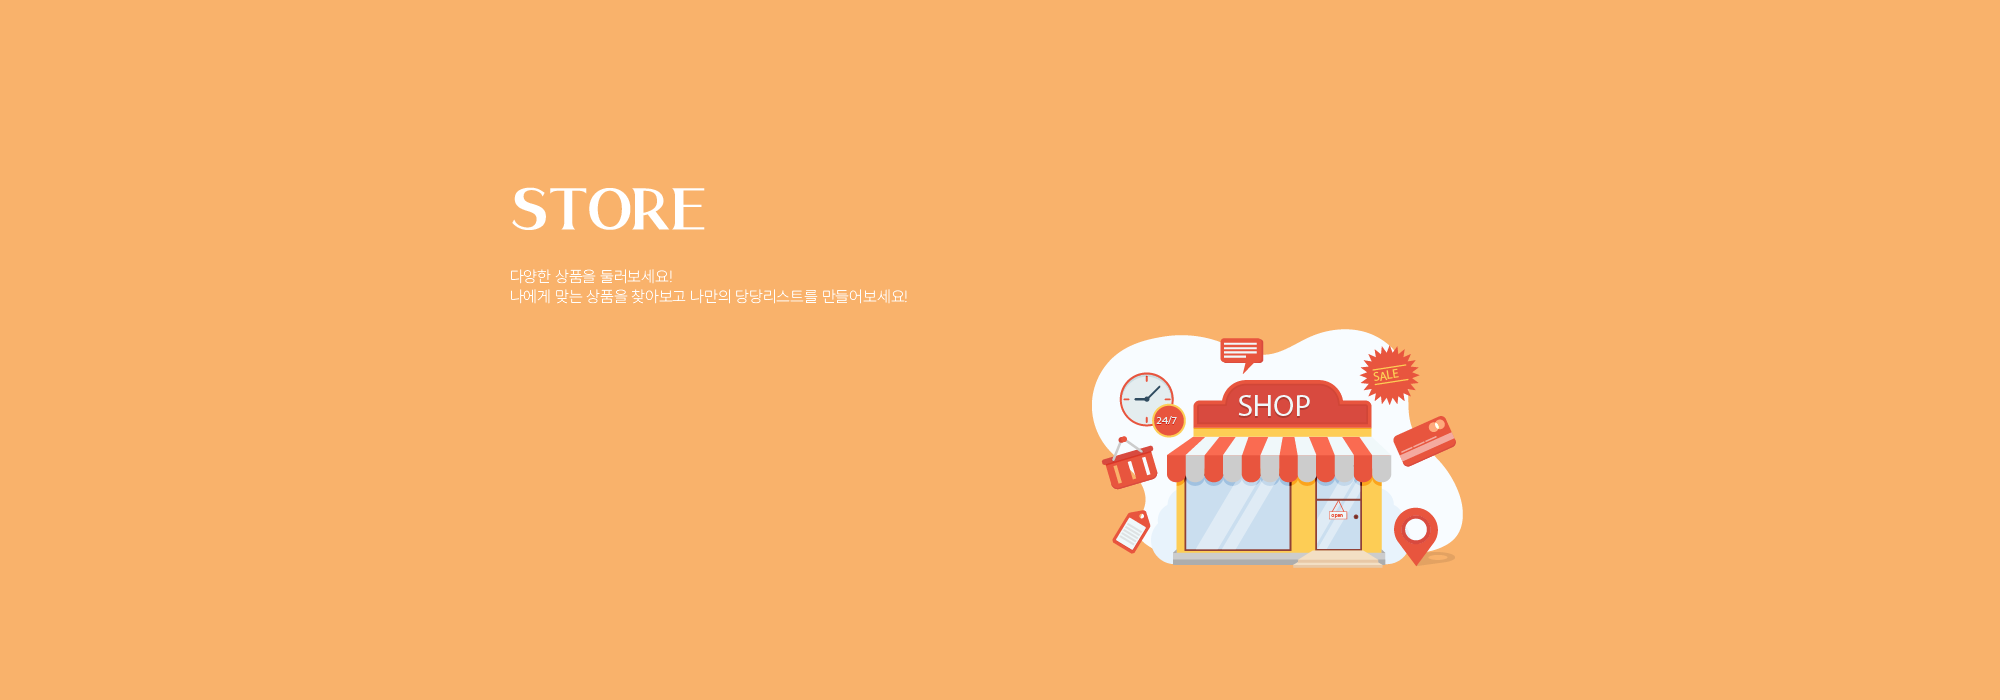 STORE
다양한 상품을 둘러보세요!
나에게 맞는 상품을 찾아보고 나만의 당당리스트를 만들어보세요!
SALE
SHOP
24/7
open